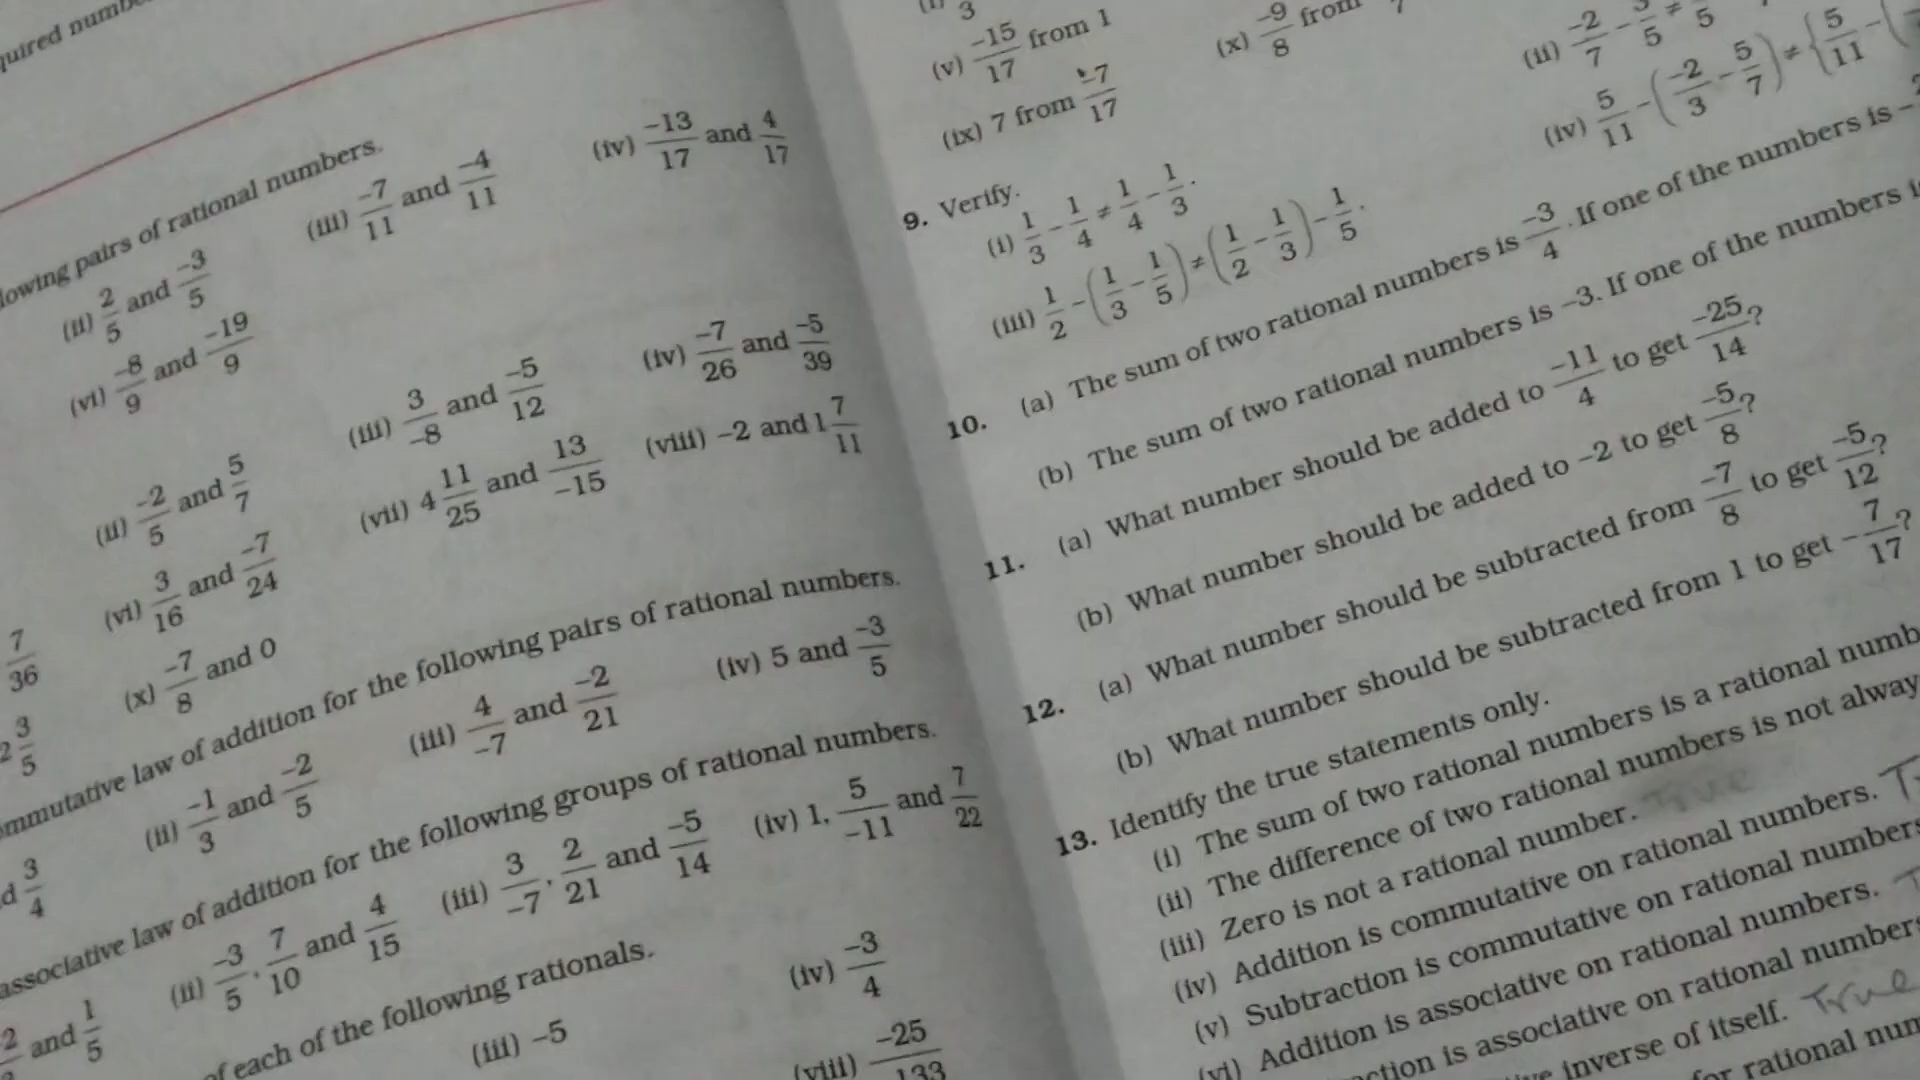 quired
lowing pairs of rational numbers.
(ii) 2/5 and -3/5 (iii) -7/11 and -4/11 (iv) -13/17 and 4/17
(vi) -8/9 and -19/9
(ii) -2/5 and 5/7 (iii) 3/-8 and -5/12 (iv) -7/26 and -5/39
7/36 (vi) 3/16 and -7/24 (vii) 4 11/25 and 13/-15 (viii) -2 and 1 7/11
2 3/5 (x) -7/8 and 0
mmutative law of addition for the following pairs of rational numbers.
d 3/4 (ii) -1/3 and -2/5 (iii) 4/-7 and -2/21 (iv) 5 and -3/5
associative law of addition for the following groups of rational numbers.
and 1/5 (ii) -3/5, 7/10 and 4/15 (iii) 3/-7, 2/21 and -5/14 (iv) 1, 5/-11 and 7/22
of each of the following rationals.
(iii) -5 (iv) -3/4
(viii) -25/133
(v) -15/17 from 1 (x) -9/8 from
(ix) 7 from -7/17
9. Verify.
(i) 1/3 - 1/4 ≠ 1/4 - 1/3. (ii) -2/7 - 3/5 ≠
(iii) 1/2 - (1/3 - 1/5) ≠ (1/2 - 1/3) - 1/5. (iv) 5/11 - (-2/3 - 5/7) ≠ {5/11 - (
10. (a) The sum of two rational numbers is -3/4. If one of the numbers is
(b) The sum of two rational numbers is -3. If one of the numbers
11. (a) What number should be added to -11/4 to get -25/14?
(b) What number should be added to -2 to get -5/8?
12. (a) What number should be subtracted from -7/8 to get -5/12?
(b) What number should be subtracted from 1 to get -7/17?
13. Identify the true statements only.
(i) The sum of two rational numbers is a rational numb
(ii) The difference of two rational numbers is not alway
(iii) Zero is not a rational number. True
(iv) Addition is commutative on rational numbers.
(v) Subtraction is commutative on rational numbers
(vi) Addition is associative on rational numbers.
ction is associative on rational numbers
inverse of itself. True
for rational num